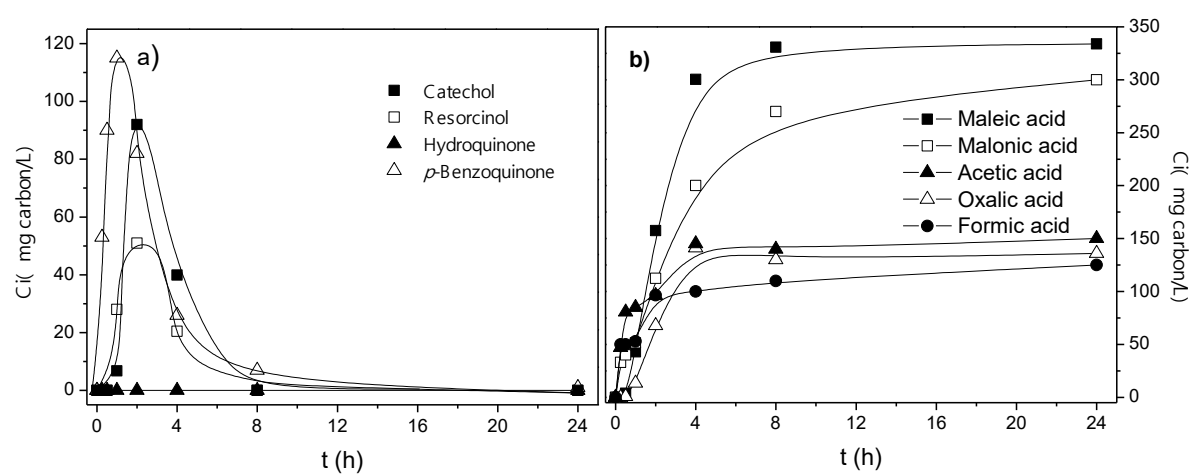 a)
120
100
80
60
40
20
0
Ci( mg carbon/L)
Catechol
Resorcinol
Hydroquinone
p-Benzoquinone
0 4 8 12 16 20 24
t (h)
b)
350
300
250
200
150
100
50
0
Ci( mg carbon/L)
Maleic acid
Malonic acid
Acetic acid
Oxalic acid
Formic acid
0 4 8 12 16 20 24
t (h)